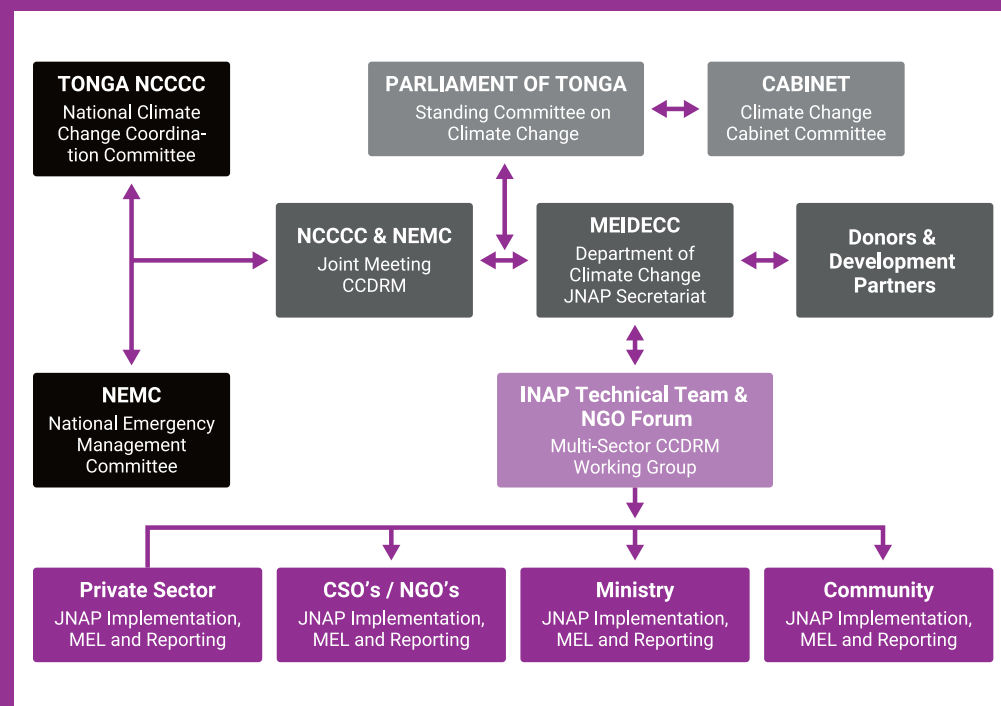 TONGA NCCCC
National Climate
Change Coordina-
tion Committee
PARLIAMENT OF TONGA
Standing Committee on
Climate Change
CABINET
Climate Change
Cabinet Committee
NCCCC & NEMC
Joint Meeting
CCDRM
MEIDECC
Department of
Climate Change
JNAP Secretariat
Donors &
Development
Partners
NEMC
National Emergency
Management
Committee
INAP Technical Team &
NGO Forum
Multi-Sector CCDRM
Working Group
Private Sector
JNAP Implementation,
MEL and Reporting
CSO's / NGO's
JNAP Implementation,
MEL and Reporting
Ministry
JNAP Implementation,
MEL and Reporting
Community
JNAP Implementation,
MEL and Reporting